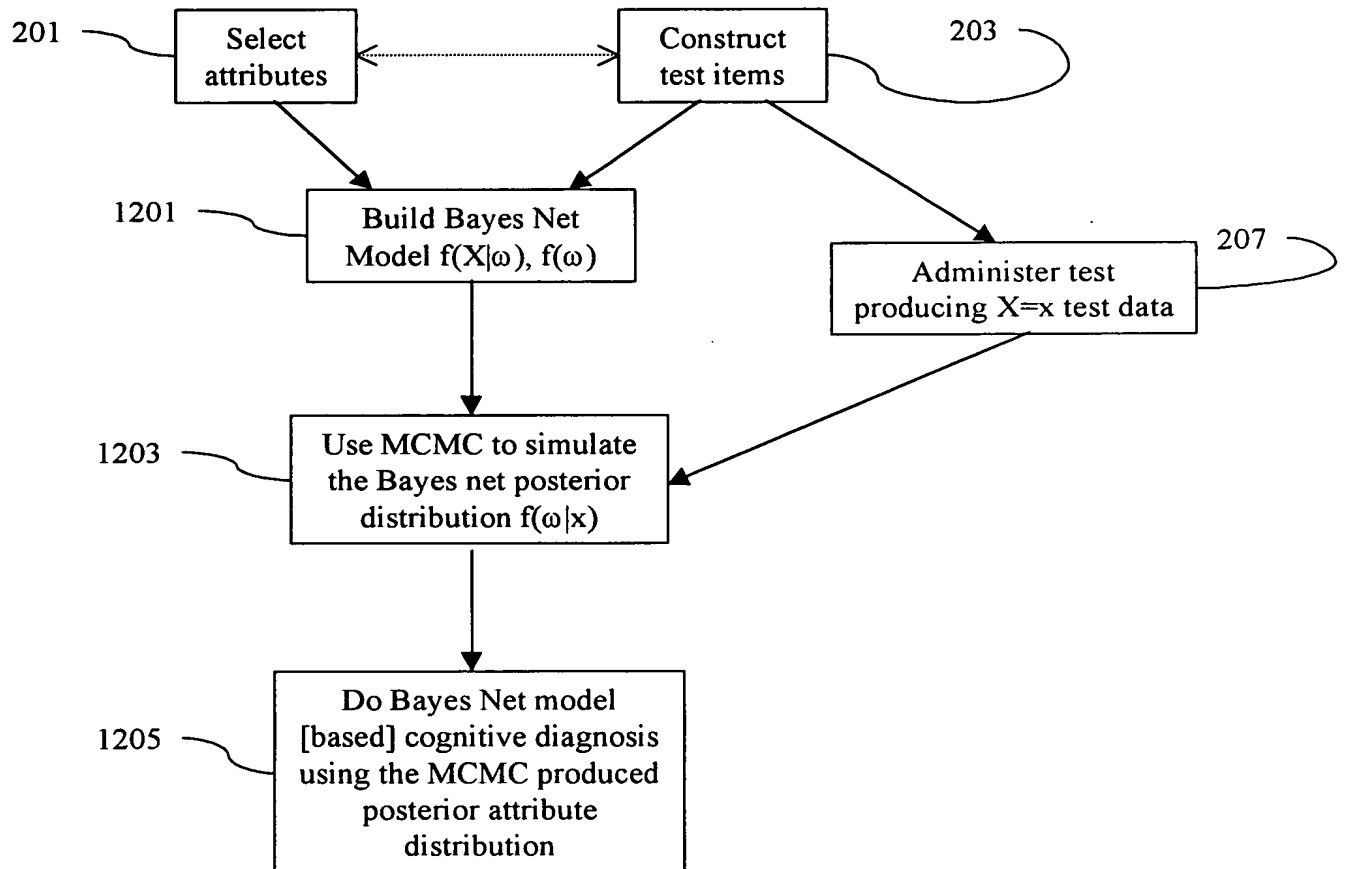 201
Select
attributes
Construct
test items
203
1201
Build Bayes Net
Model f(X|ω), f(ω)
207
Administer test
producing X=x test data
1203
Use MCMC to simulate
the Bayes net posterior
distribution f(ω|x)
1205
Do Bayes Net model
[based] cognitive diagnosis
using the MCMC produced
posterior attribute
distribution